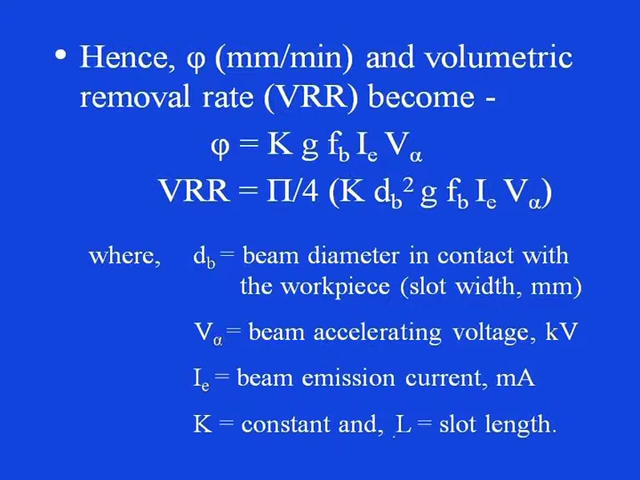 • Hence, φ (mm/min) and volumetric
removal rate (VRR) become -
φ = K g f_b I_e V_α
VRR = Π/4 (K d_b² g f_b I_e V_α)
where, d_b = beam diameter in contact with
the workpiece (slot width, mm)
V_α = beam accelerating voltage, kV
I_e = beam emission current, mA
K = constant and, L = slot length.